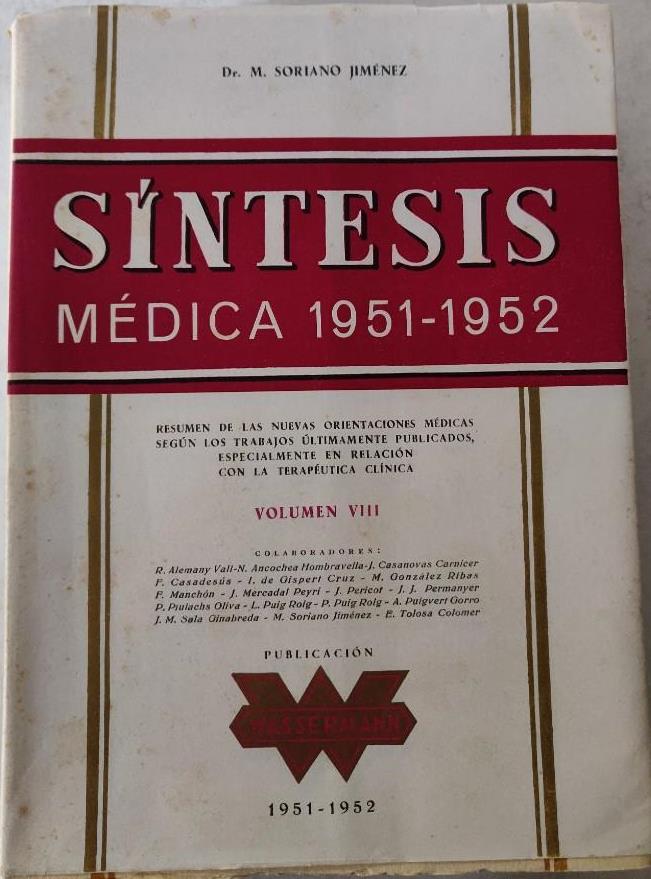 Dr. M. SORIANO JIMÉNEZ
SÍNTESIS
MÉDICA 1951-1952
RESUMEN DE LAS NUEVAS ORIENTACIONES MÉDICAS
SEGÚN LOS TRABAJOS ÚLTIMAMENTE PUBLICADOS,
ESPECIALMENTE EN RELACIÓN
CON LA TERAPÉUTICA CLÍNICA
VOLUMEN VIII
COLABORADORES:
R. Alemany Vall-N. Ancochea Hombravella-J. Casanovas Carnicer
F. Casadesús - I. de Gispert Cruz - M. González Ribas
F. Manchón - J. Mercadal Peyrí - J. Pericot - J. J. Permanyer
P. Piulachs Oliva - L. Puig Roig - P. Puig Roig - A. Puigvert Gorro
J. M. Sala Ginabreda - M. Soriano Jiménez - E. Tolosa Colomer
PUBLICACIÓN
WASSERMANN
1951-1952